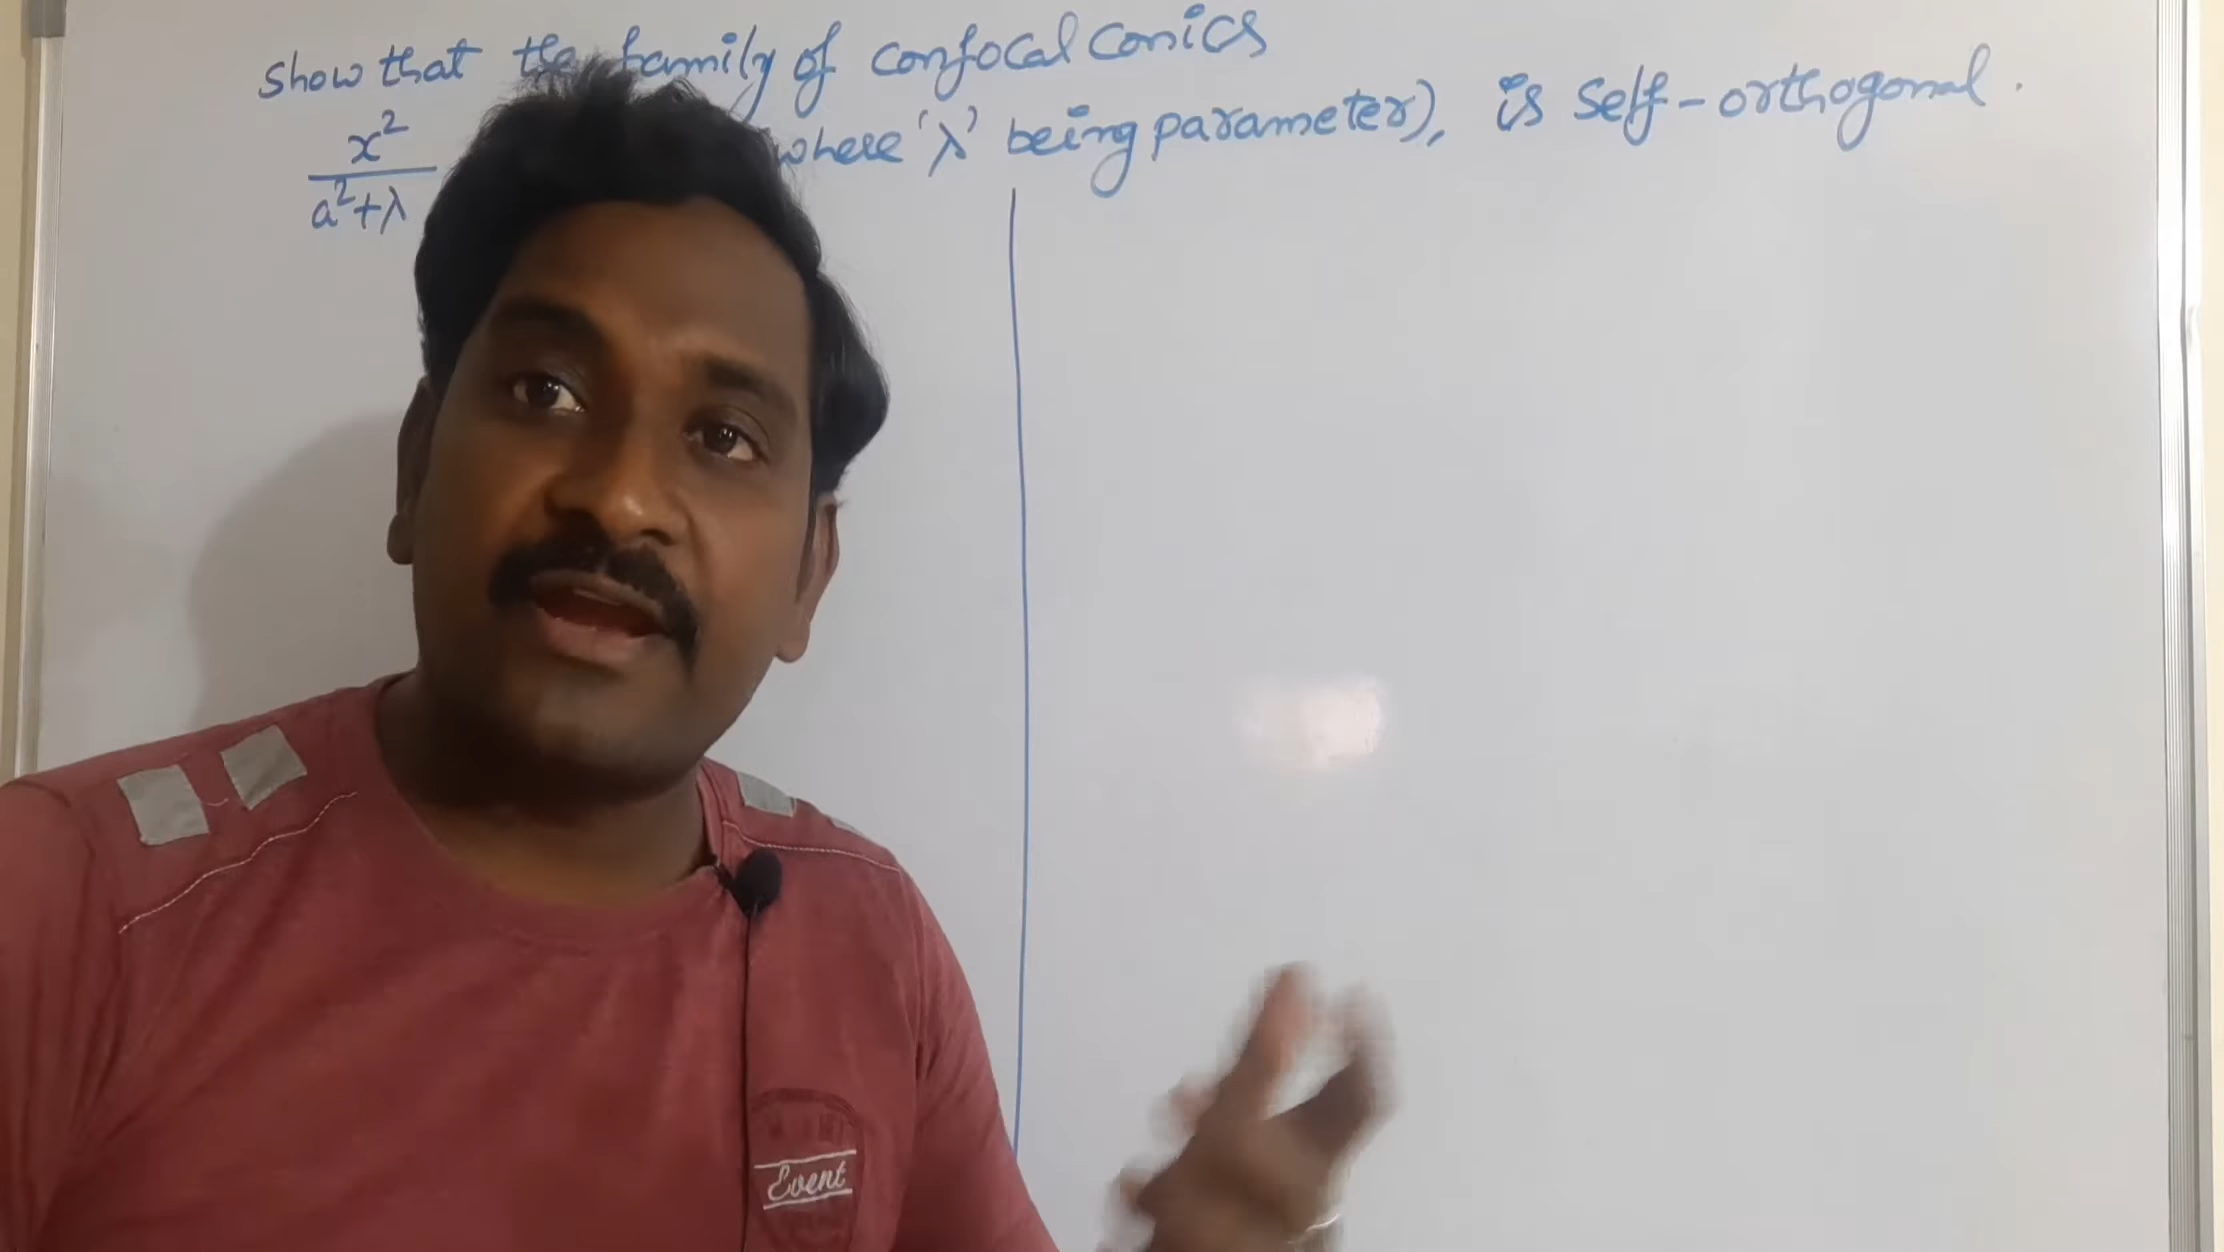 Show that the family of confocal conics
x²/a²+λ where 'λ' being parameter), is self-orthogonal.
Event